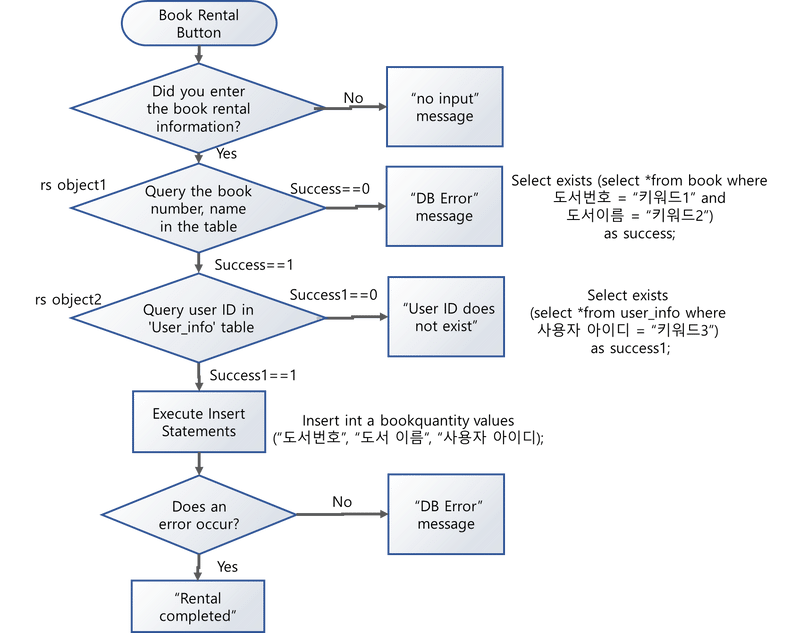 Book Rental
Button
Did you enter
the book rental
information?
No
“no input”
message
Yes
rs object1
Query the book
number, name
in the table
Success==0
“DB Error”
message
Select exists (select *from book where
도서번호 = “키워드1” and
도서이름 = “키워드2”)
as success;
Success==1
rs object2
Query user ID in
'User_info' table
Success1==0
“User ID does
not exist”
Select exists
(select *from user_info where
사용자 아이디 = “키워드3”)
as success1;
Success1==1
Execute Insert
Statements
Insert int a bookquantity values
(“도서번호”, “도서 이름”, “사용자 아이디);
Does an
error occur?
No
“DB Error”
message
Yes
“Rental
completed”